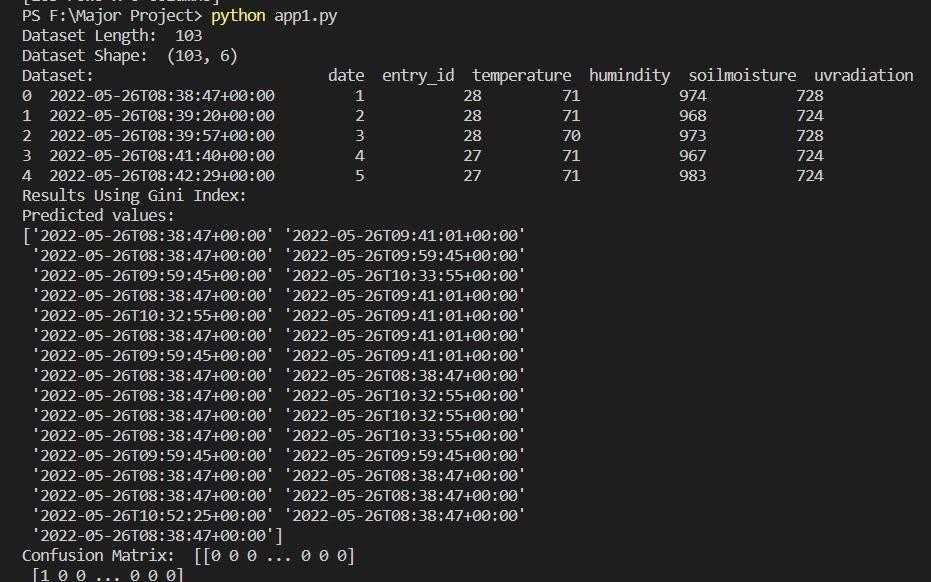 PS F:\Major Project> python app1.py
Dataset Length:  103
Dataset Shape:  (103, 6)
Dataset:                          date  entry_id  temperature  humindity  soilmoisture  uvradiation
0  2022-05-26T08:38:47+00:00         1           28         71           974          728
1  2022-05-26T08:39:20+00:00         2           28         71           968          724
2  2022-05-26T08:39:57+00:00         3           28         70           973          728
3  2022-05-26T08:41:40+00:00         4           27         71           967          724
4  2022-05-26T08:42:29+00:00         5           27         71           983          724
Results Using Gini Index:
Predicted values:
['2022-05-26T08:38:47+00:00' '2022-05-26T09:41:01+00:00'
 '2022-05-26T08:38:47+00:00' '2022-05-26T09:59:45+00:00'
 '2022-05-26T09:59:45+00:00' '2022-05-26T10:33:55+00:00'
 '2022-05-26T08:38:47+00:00' '2022-05-26T09:41:01+00:00'
 '2022-05-26T10:32:55+00:00' '2022-05-26T09:41:01+00:00'
 '2022-05-26T08:38:47+00:00' '2022-05-26T09:41:01+00:00'
 '2022-05-26T09:59:45+00:00' '2022-05-26T09:41:01+00:00'
 '2022-05-26T08:38:47+00:00' '2022-05-26T08:38:47+00:00'
 '2022-05-26T08:38:47+00:00' '2022-05-26T10:32:55+00:00'
 '2022-05-26T08:38:47+00:00' '2022-05-26T10:32:55+00:00'
 '2022-05-26T08:38:47+00:00' '2022-05-26T10:33:55+00:00'
 '2022-05-26T09:59:45+00:00' '2022-05-26T09:59:45+00:00'
 '2022-05-26T08:38:47+00:00' '2022-05-26T08:38:47+00:00'
 '2022-05-26T08:38:47+00:00' '2022-05-26T08:38:47+00:00'
 '2022-05-26T10:52:25+00:00' '2022-05-26T08:38:47+00:00'
 '2022-05-26T08:38:47+00:00']
Confusion Matrix:  [[0 0 0 ... 0 0 0]
 [1 0 0 ... 0 0 0]